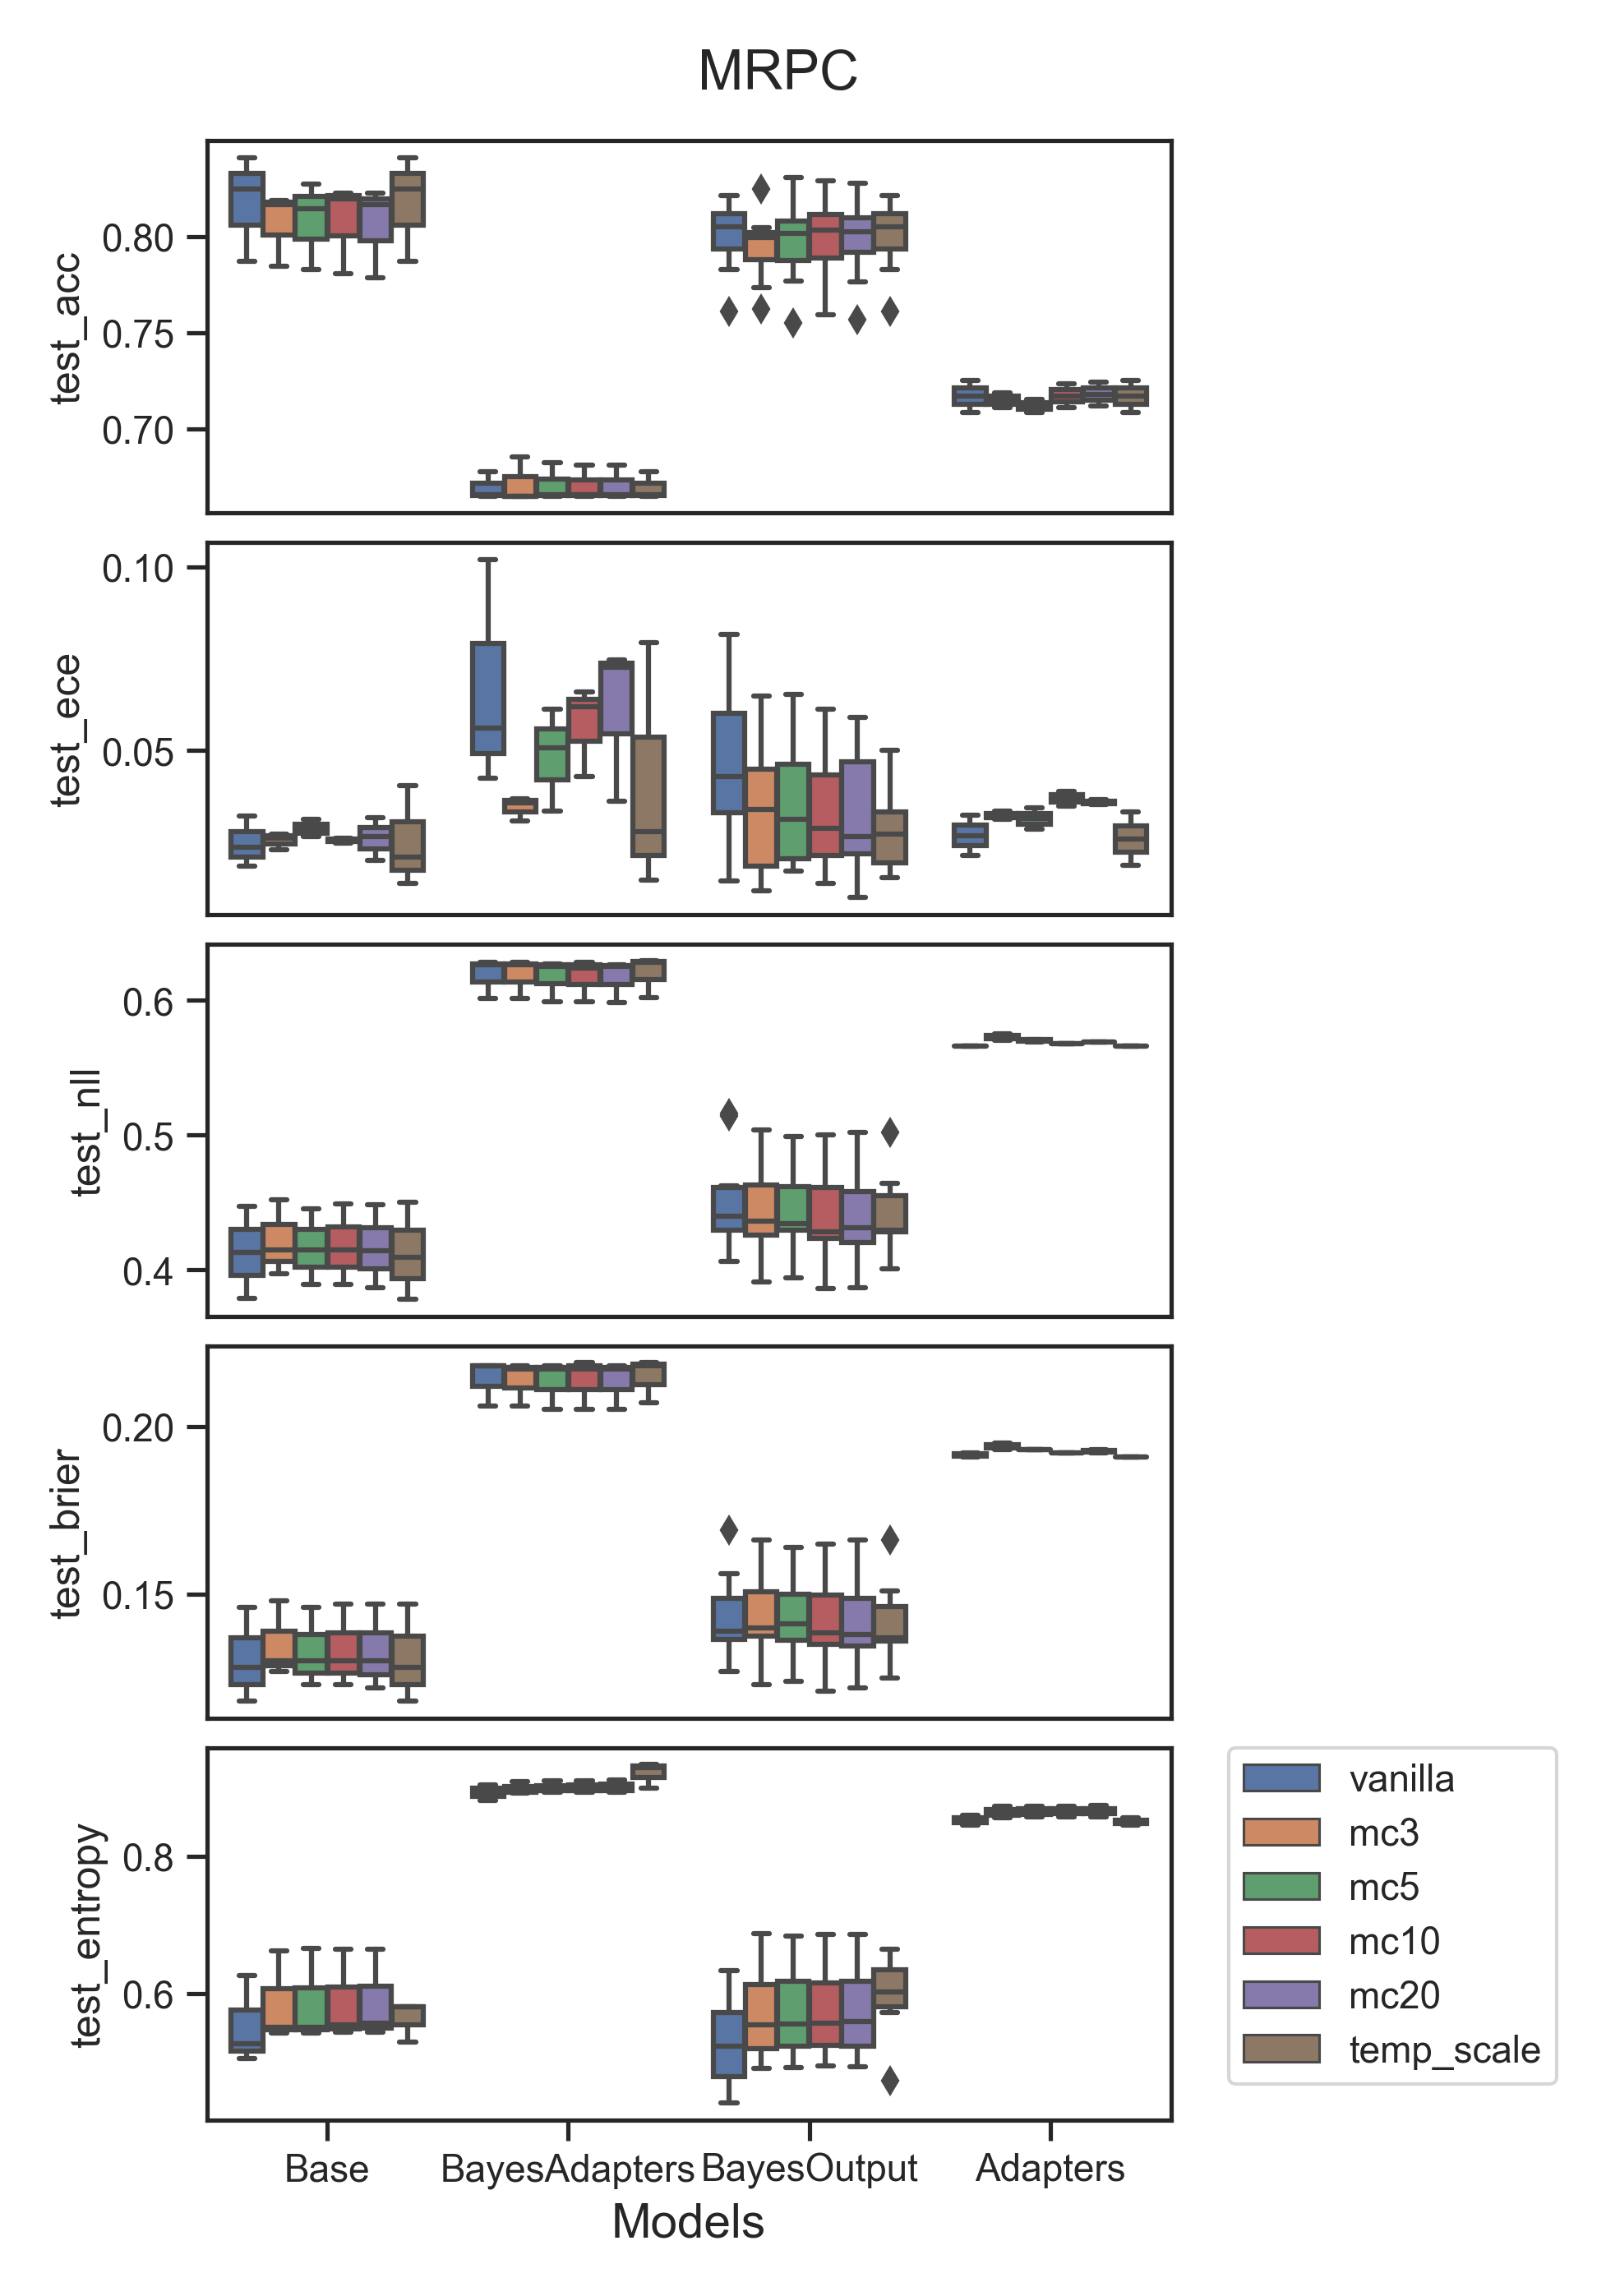 MRPC
test_acc
0.80
0.75
0.70
test_ece
0.10
0.05
test_nll
0.6
0.5
0.4
test_brier
0.20
0.15
test_entropy
0.8
0.6
vanilla
mc3
mc5
mc10
mc20
temp_scale
Base BayesAdapters BayesOutput Adapters
Models